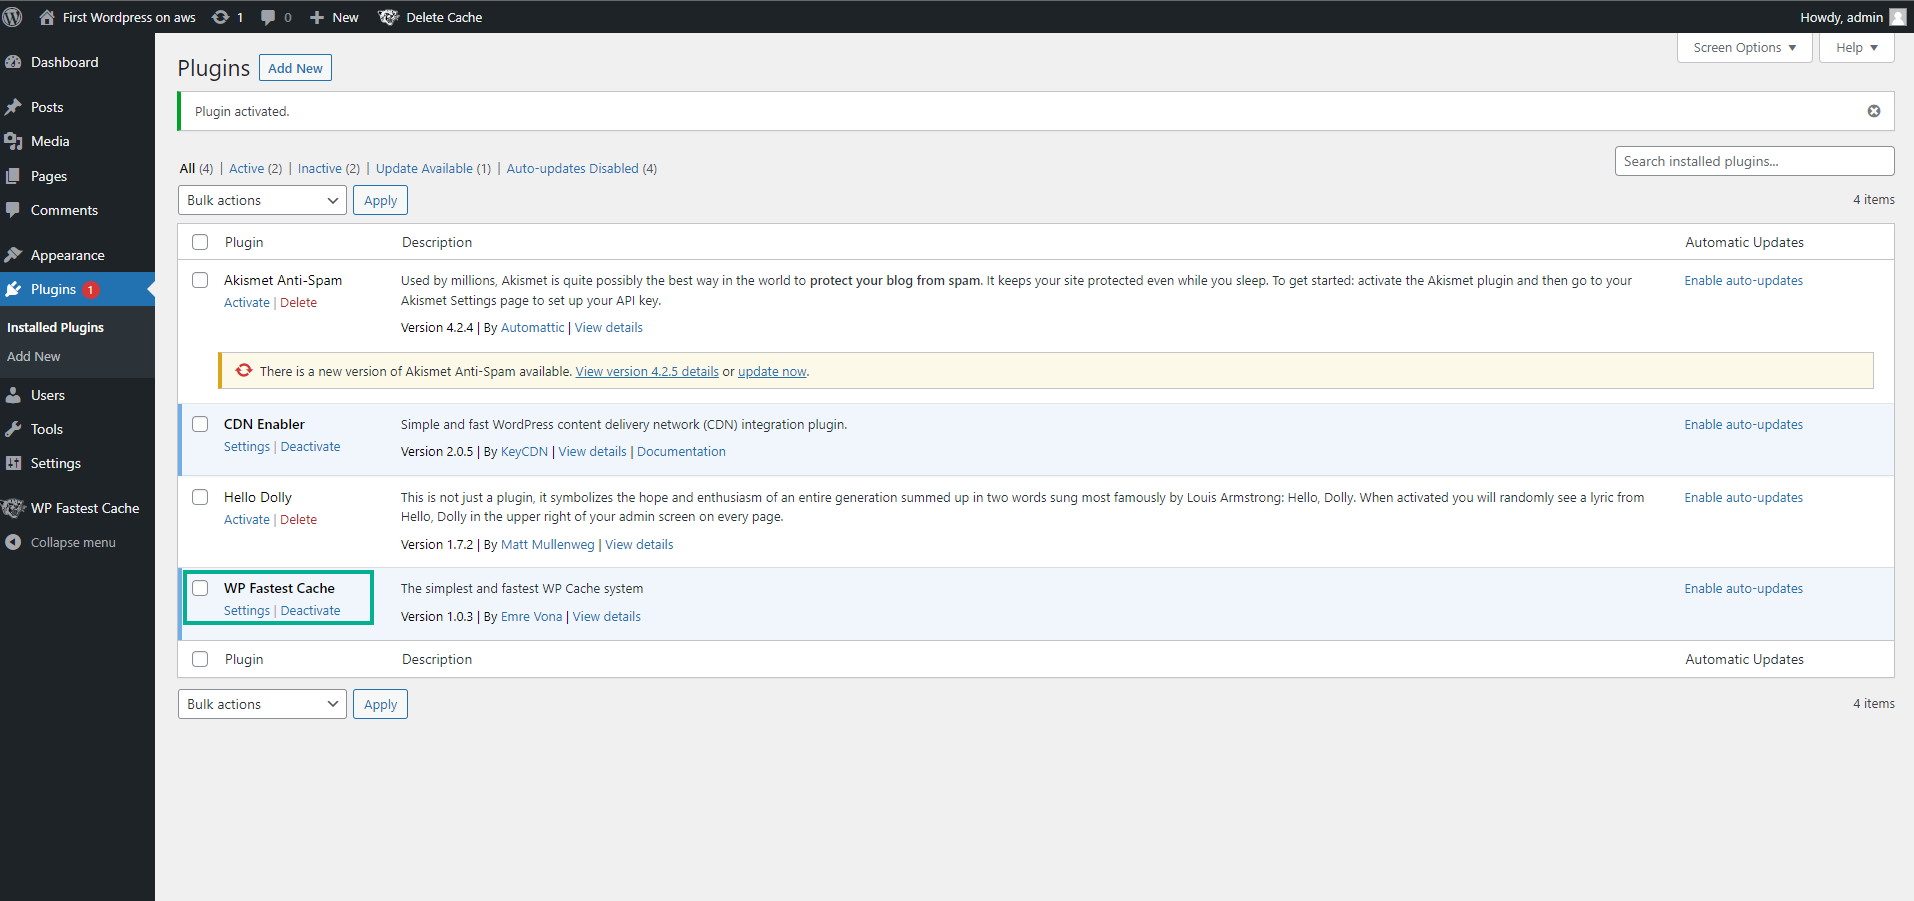 First Wordpress on aws 1 0 New Delete Cache Howdy, admin
Dashboard
Posts
Media
Pages
Comments
Appearance
Plugins 1
Installed Plugins
Add New
Users
Tools
Settings
WP Fastest Cache
Collapse menu
Screen Options Help
Plugins Add New
Plugin activated.
All (4) | Active (2) | Inactive (2) | Update Available (1) | Auto-updates Disabled (4)
Search installed plugins...
Bulk actions Apply 4 items
Plugin Description Automatic Updates
Akismet Anti-Spam
Activate | Delete
Used by millions, Akismet is quite possibly the best way in the world to protect your blog from spam. It keeps your site protected even while you sleep. To get started: activate the Akismet plugin and then go to your
Akismet Settings page to set up your API key.
Version 4.2.4 | By Automattic | View details
Enable auto-updates
There is a new version of Akismet Anti-Spam available. View version 4.2.5 details or update now.
CDN Enabler
Settings | Deactivate
Simple and fast WordPress content delivery network (CDN) integration plugin.
Version 2.0.5 | By KeyCDN | View details | Documentation
Enable auto-updates
Hello Dolly
Activate | Delete
This is not just a plugin, it symbolizes the hope and enthusiasm of an entire generation summed up in two words sung most famously by Louis Armstrong: Hello, Dolly. When activated you will randomly see a lyric from
Hello, Dolly in the upper right of your admin screen on every page.
Version 1.7.2 | By Matt Mullenweg | View details
Enable auto-updates
WP Fastest Cache
Settings | Deactivate
The simplest and fastest WP Cache system
Version 1.0.3 | By Emre Vona | View details
Enable auto-updates
Plugin Description Automatic Updates
Bulk actions Apply 4 items